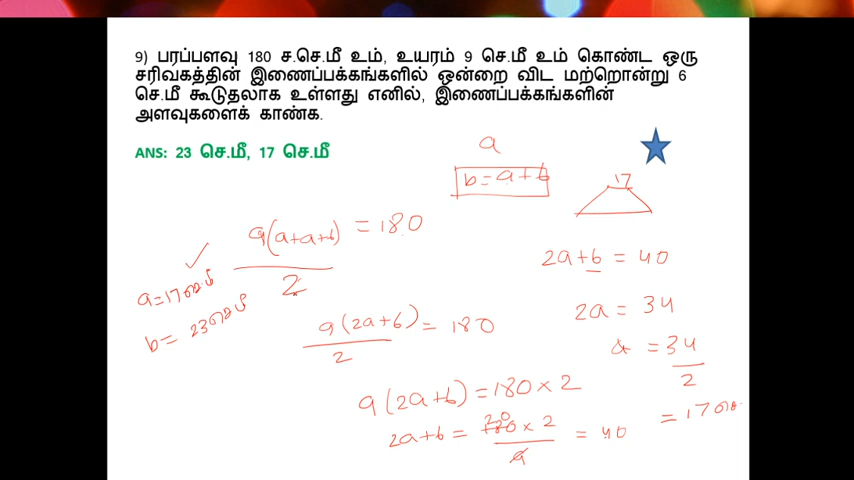 9) பரப்பளவு 180 ச.செ.மீ உம், உயரம் 9 செ.மீ உம் கொண்ட ஒரு
சரிவகத்தின் இணைப்பக்கங்களில் ஒன்றை விட மற்றொன்று 6
செ.மீ கூடுதலாக உள்ளது எனில், இணைப்பக்கங்களின்
அளவுகளைக் காண்க.
ANS: 23 செ.மீ, 17 செ.மீ
a
b = a + 6
17
9(a+a+6) = 180
2
a = 17 செ.மீ
b = 23 செ.மீ
9(2a+6) = 180
2
9(2a+6) = 180 × 2
2a+6 = 180 × 2 = 40
20
9
2a+6 = 40
2a = 34
a = 34
2
= 17 செ.